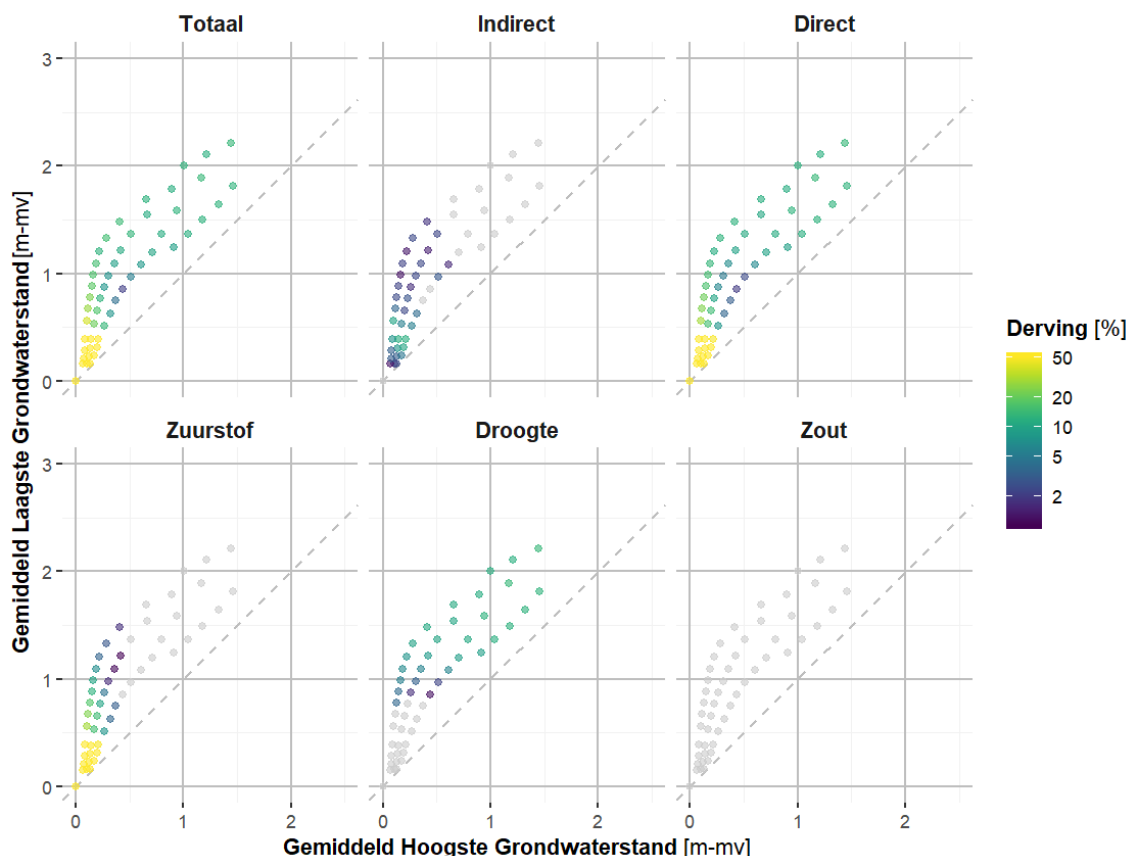 Totaal Indirect Direct
3
2
1
0
Zuurstof Droogte Zout
3
2
1
0
0 1 2 0 1 2 0 1 2
Gemiddeld Hoogste Grondwaterstand [m-mv]
Gemiddeld Laagste Grondwaterstand [m-mv]
Derving [%]
50
20
10
5
2